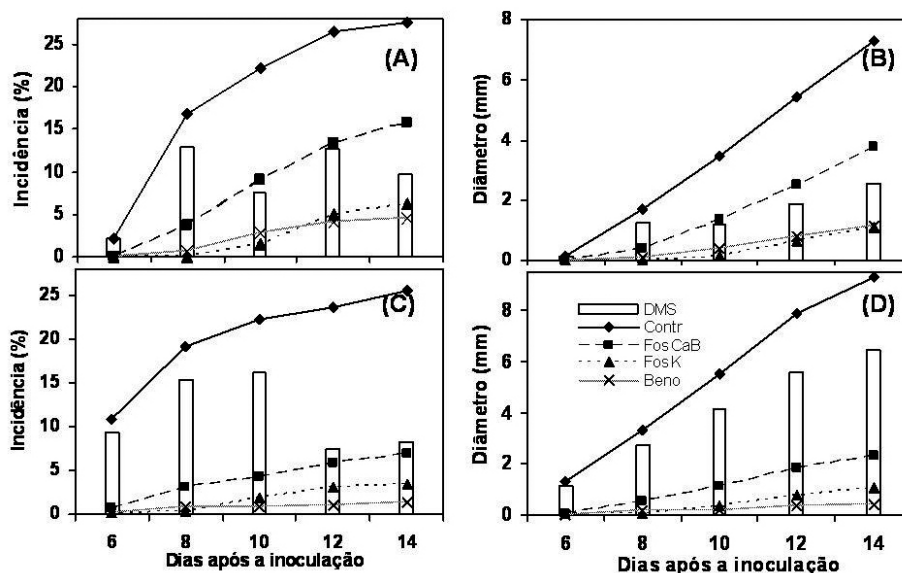 25
20
15
10
5
0
Incidência (%)
(A)
8
6
4
2
0
Diâmetro (mm)
(B)
25
20
15
10
5
0
Incidência (%)
(C)
6 8 10 12 14
Dias após a inoculação
8
6
4
2
0
Diâmetro (mm)
(D)
DMS
Contr
Fos CaB
Fos K
Beno
6 8 10 12 14
Dias após a inoculação